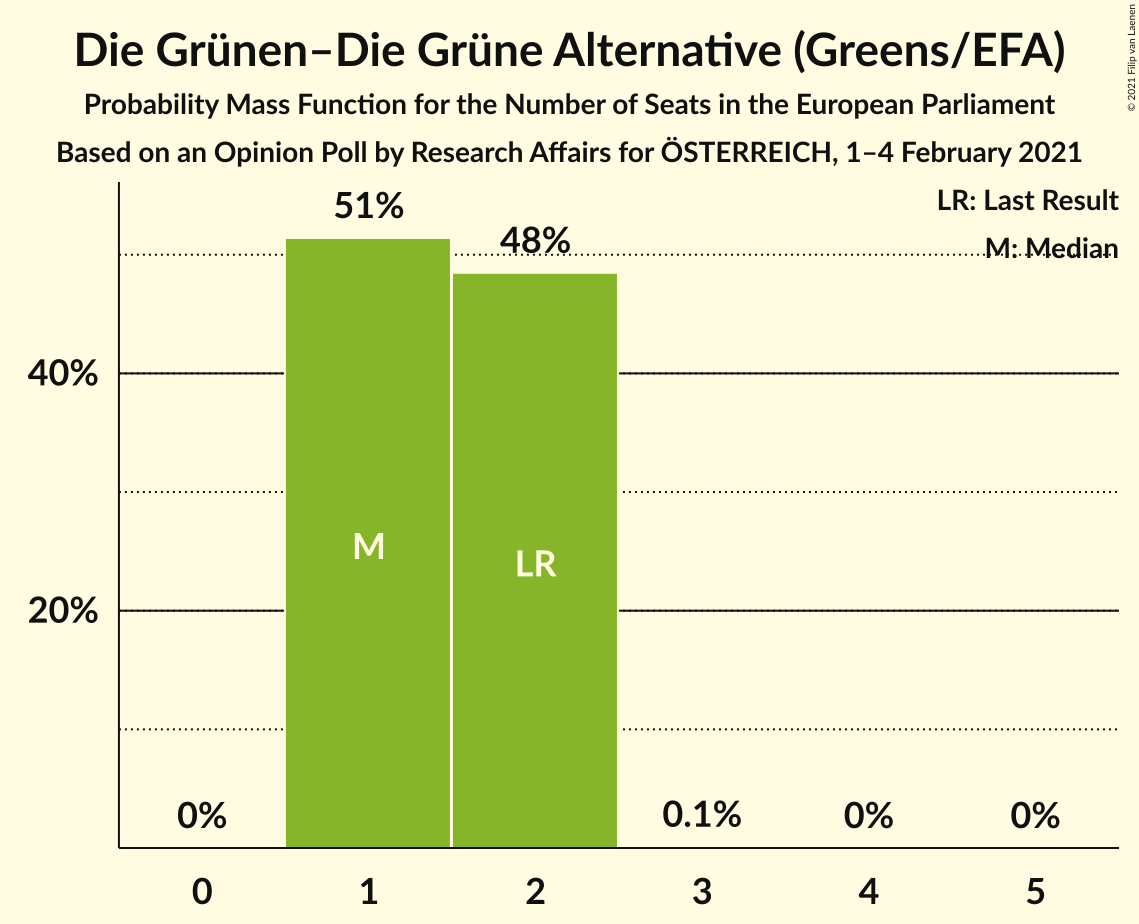 Die Grünen–Die Grüne Alternative (Greens/EFA)
Probability Mass Function for the Number of Seats in the European Parliament
Based on an Opinion Poll by Research Affairs for ÖSTERREICH, 1–4 February 2021
© 2021 Filip van Laenen
LR: Last Result
M: Median
51%
48%
40%
M
LR
20%
0%
0.1%
0%
0%
0
1
2
3
4
5